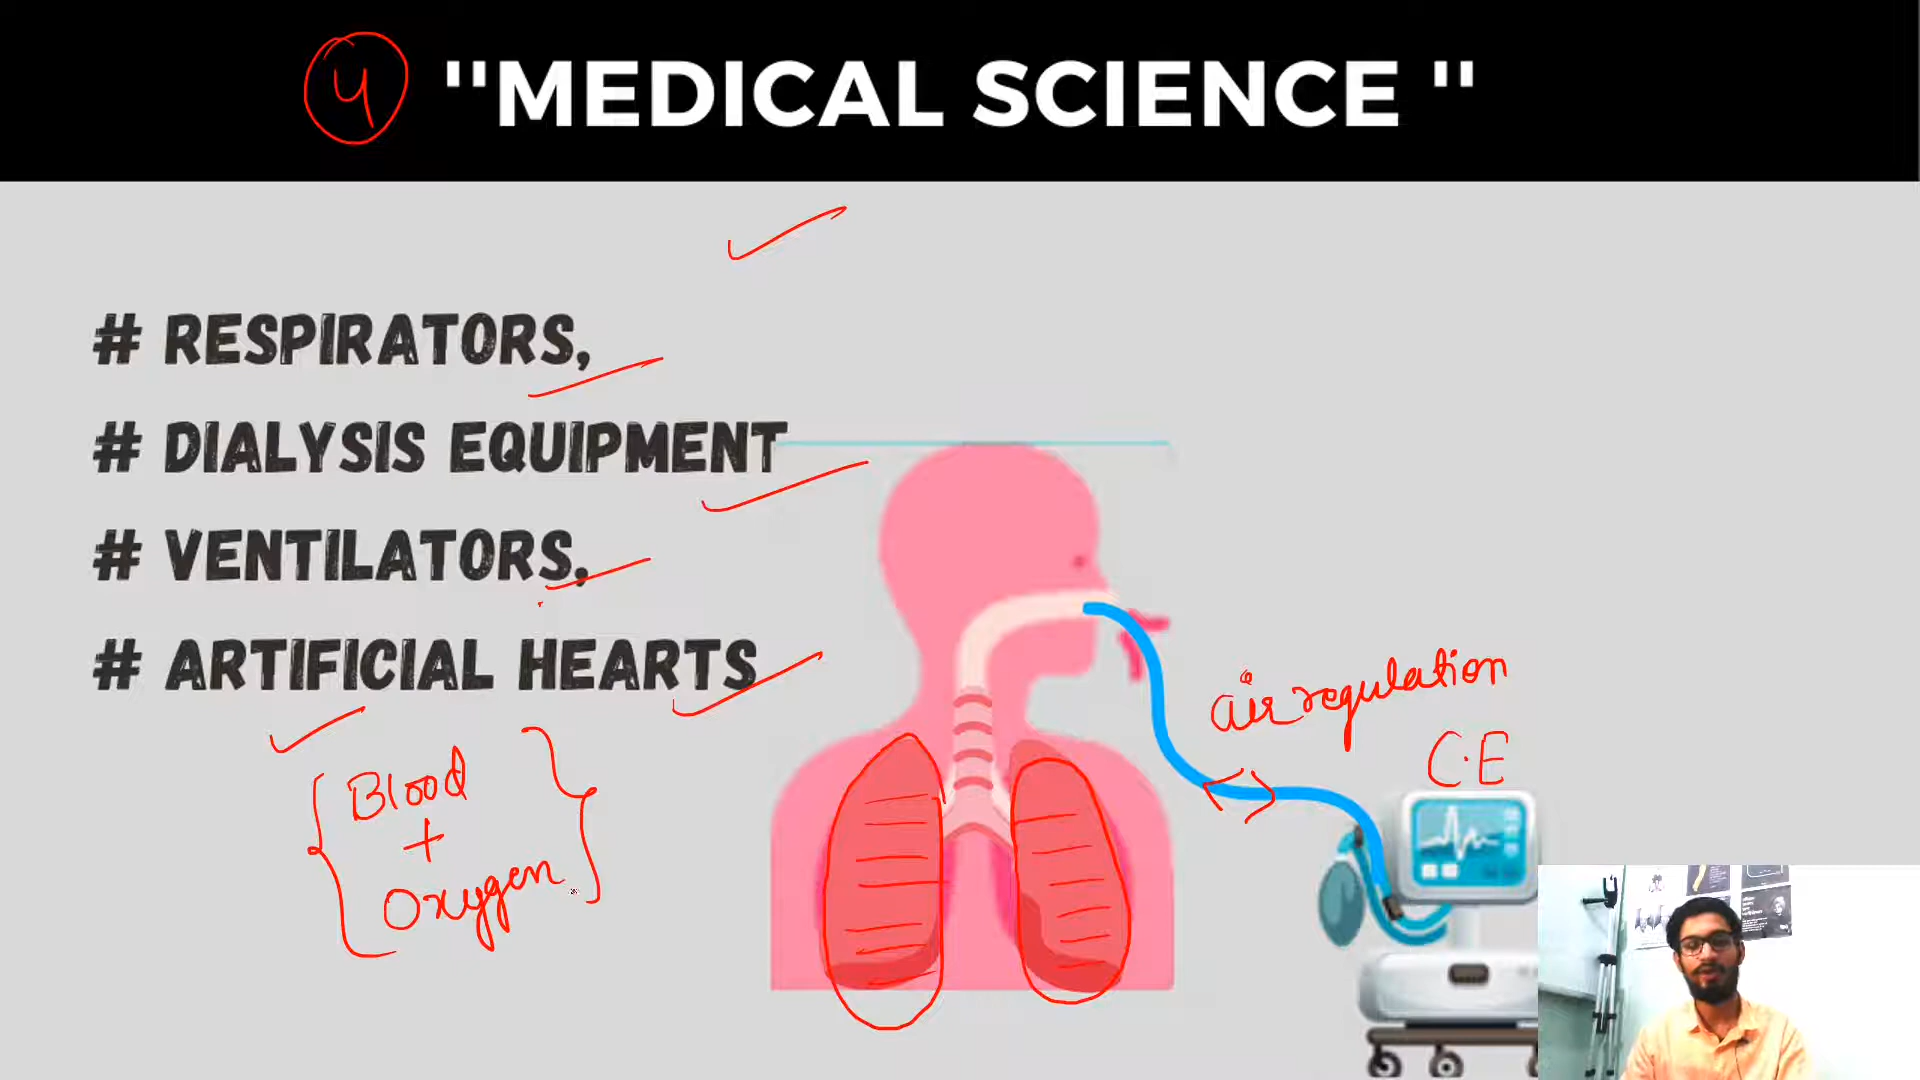 4 "MEDICAL SCIENCE "
# RESPIRATORS,
# DIALYSIS EQUIPMENT
# VENTILATORS,
# ARTIFICIAL HEARTS
air regulation
C.E
Blood
+
Oxygen